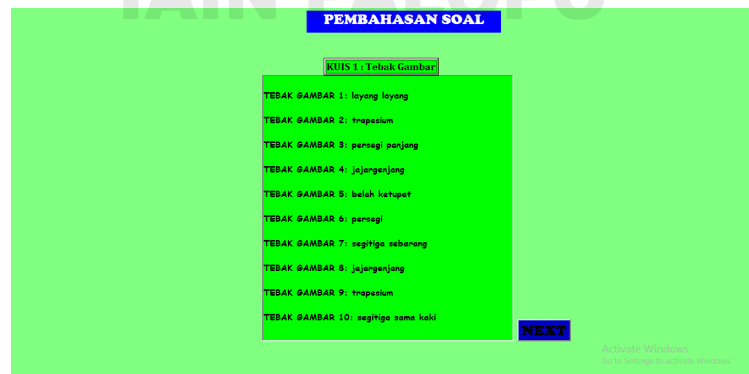 IAIN PALOPO
PEMBAHASAN SOAL
KUIS 1 : Tebak Gambar
TEBAK GAMBAR 1: layang layang
TEBAK GAMBAR 2: trapesium
TEBAK GAMBAR 3: persegi panjang
TEBAK GAMBAR 4: jajargenjang
TEBAK GAMBAR 5: belah ketupat
TEBAK GAMBAR 6: persegi
TEBAK GAMBAR 7: segitiga sebarang
TEBAK GAMBAR 8: jajargenjang
TEBAK GAMBAR 9: trapesium
TEBAK GAMBAR 10: segitiga sama kaki
NEXT
Activate Windows
Go to Settings to activate Windows.